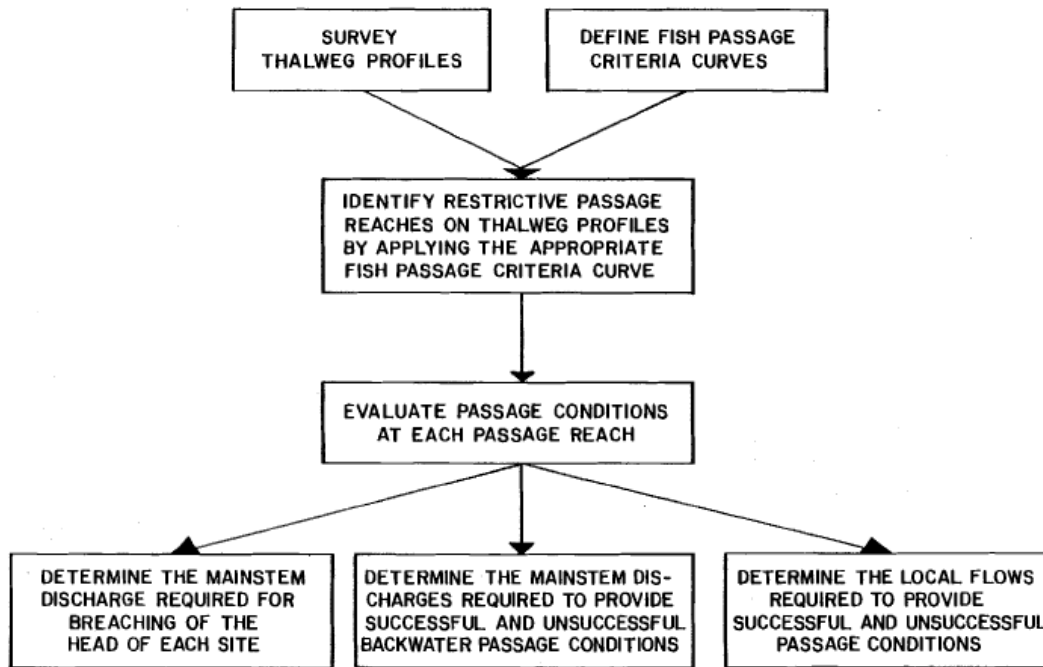 SURVEY
THALWEG PROFILES
DEFINE FISH PASSAGE
CRITERIA CURVES
IDENTIFY RESTRICTIVE PASSAGE
REACHES ON THALWEG PROFILES
BY APPLYING THE APPROPRIATE
FISH PASSAGE CRITERIA CURVE
EVALUATE PASSAGE CONDITIONS
AT EACH PASSAGE REACH
DETERMINE THE MAINSTEM
DISCHARGE REQUIRED FOR
BREACHING OF THE
HEAD OF EACH SITE
DETERMINE THE MAINSTEM DIS-
CHARGES REQUIRED TO PROVIDE
SUCCESSFUL AND UNSUCCESSFUL
BACKWATER PASSAGE CONDITIONS
DETERMINE THE LOCAL FLOWS
REQUIRED TO PROVIDE
SUCCESSFUL AND UNSUCCESSFUL
PASSAGE CONDITIONS